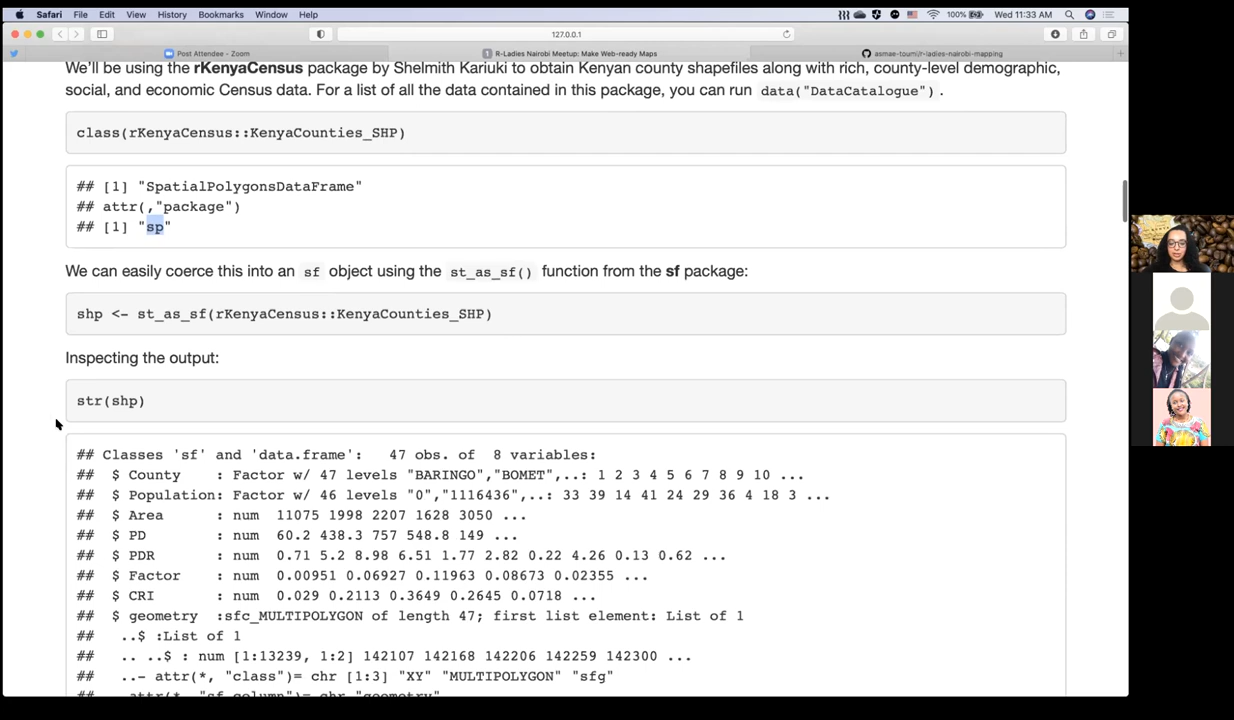 Safari File Edit View History Bookmarks Window Help 100% Mon 11:33 AM
127.0.0.1
Post Attendee - Zoom 1 R-Ladies Nairobi Meetup: Make Web-ready Maps asmae-toumi/r-ladies-nairobi-mapping
We'll be using the rKenyaCensus package by Shelmith Kariuki to obtain Kenyan county shapefiles along with rich, county-level demographic,
social, and economic Census data. For a list of all the data contained in this package, you can run data("DataCatalogue") .
class(rKenyaCensus::KenyaCounties_SHP)
## [1] "SpatialPolygonsDataFrame"
## attr(,"package")
## [1] "sp"
We can easily coerce this into an sf object using the st_as_sf() function from the sf package:
shp <- st_as_sf(rKenyaCensus::KenyaCounties_SHP)
Inspecting the output:
str(shp)
## Classes 'sf' and 'data.frame': 47 obs. of 8 variables:
## $ County : Factor w/ 47 levels "BARINGO","BOMET",..: 1 2 3 4 5 6 7 8 9 10 ...
## $ Population: Factor w/ 46 levels "0","1116436",..: 33 39 14 41 24 29 36 4 18 3 ...
## $ Area : num 11075 1998 2207 1628 3050 ...
## $ PD : num 60.2 438.3 757 548.8 149 ...
## $ PDR : num 0.71 5.2 8.98 6.51 1.77 2.82 0.22 4.26 0.13 0.62 ...
## $ Factor : num 0.00951 0.06927 0.11963 0.08673 0.02355 ...
## $ CRI : num 0.029 0.2113 0.3649 0.2645 0.0718 ...
## $ geometry :sfc_MULTIPOLYGON of length 47; first list element: List of 1
## ..$ :List of 1
## .. ..$ : num [1:13239, 1:2] 142107 142168 142206 142259 142300 ...
## ..- attr(*, "class")= chr [1:3] "XY" "MULTIPOLYGON" "sfg"
## - attr(*, "sf_column")= chr "geometry"